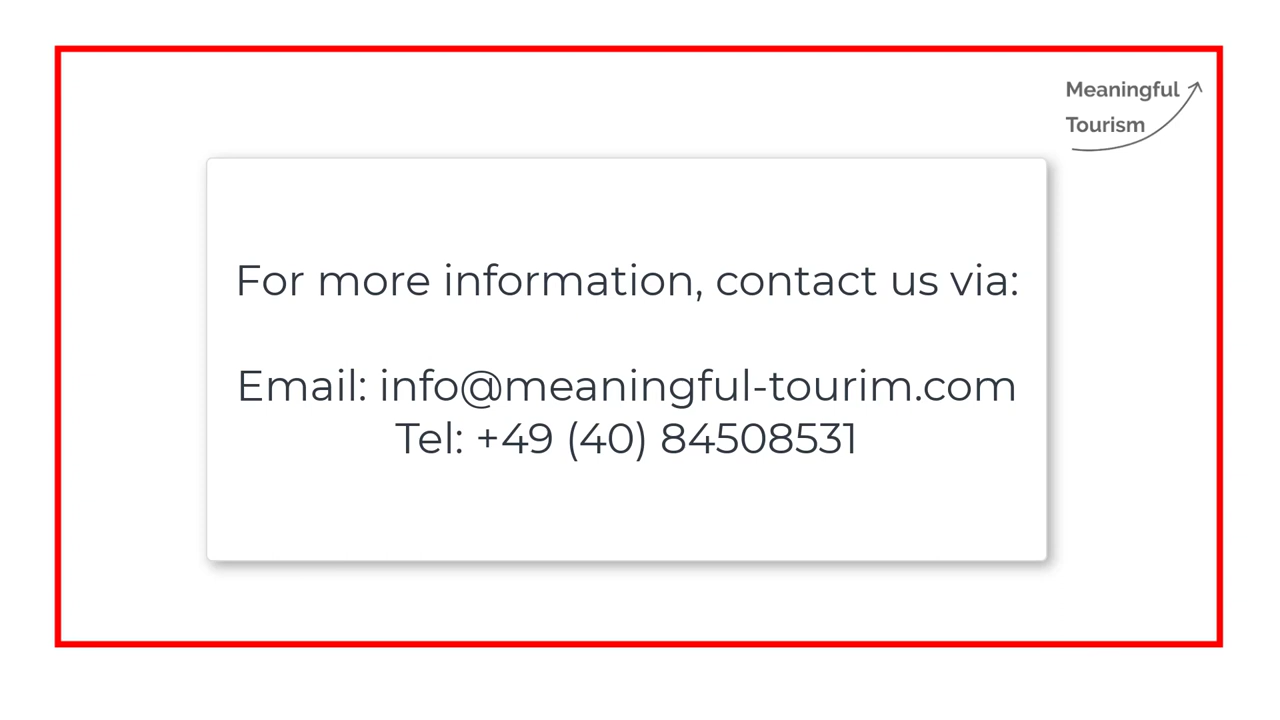 Meaningful
Tourism
For more information, contact us via:
Email: info@meaningful-tourim.com
Tel: +49 (40) 84508531